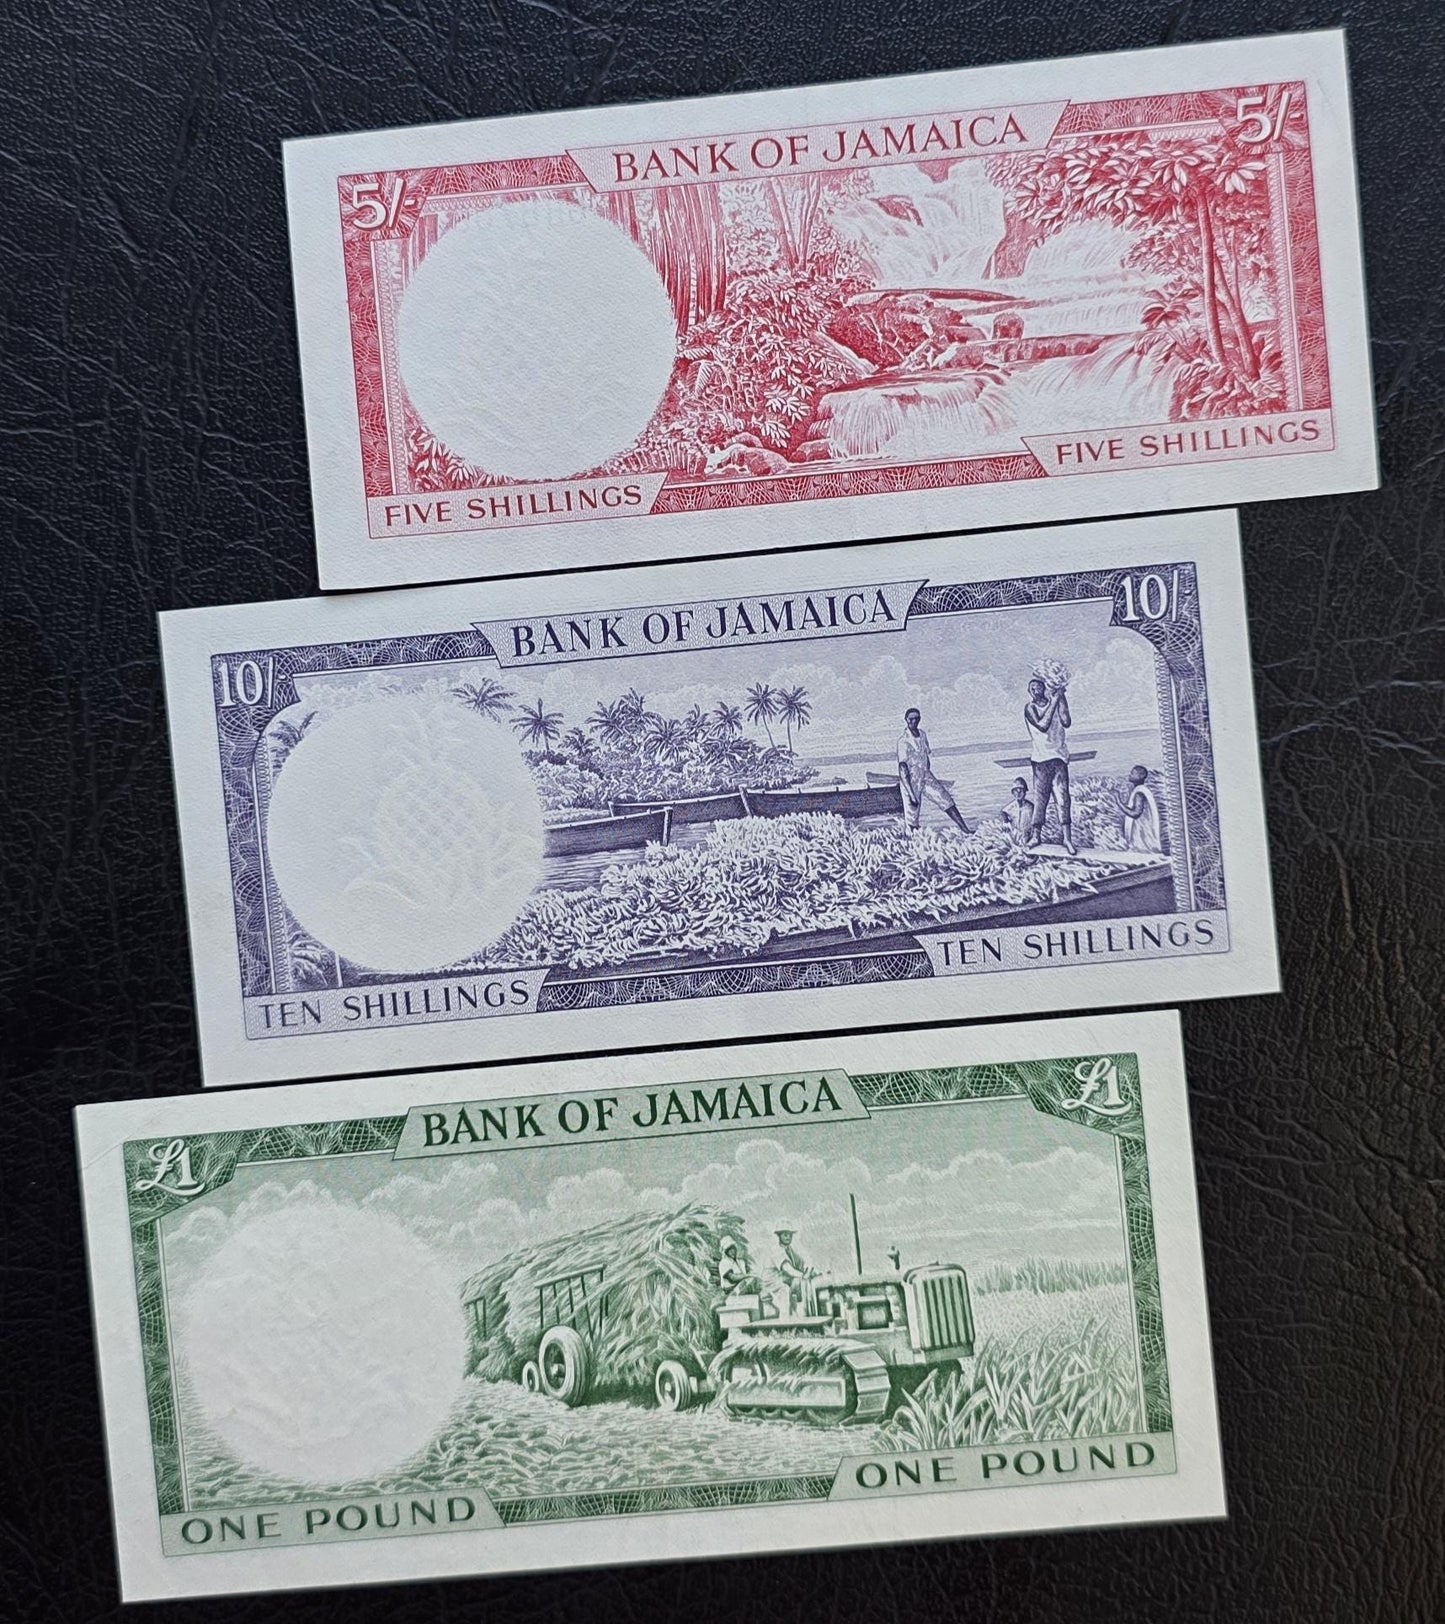 BANK OF JAMAICA
5/-
5/-
FIVE SHILLINGS
FIVE SHILLINGS
BANK OF JAMAICA
10/-
10/-
TEN SHILLINGS
TEN SHILLINGS
BANK OF JAMAICA
£1
£1
ONE POUND
ONE POUND